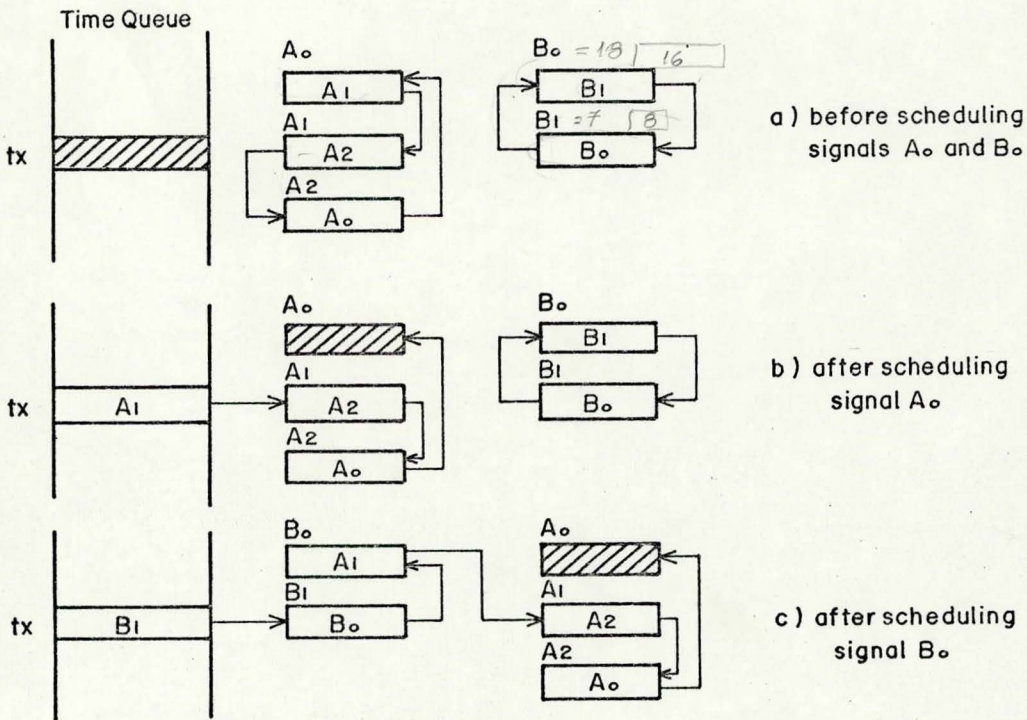 Time Queue
A0
A1
A1
A2
A2
A0
B0 = 18 16
B1
B1 = 7 8
B0
tx
a) before scheduling
signals A0 and B0
A0
A1
A2
A2
A0
B0
B1
B1
B0
tx
A1
b) after scheduling
signal A0
B0
A1
B1
B0
A0
A1
A2
A2
A0
tx
B1
c) after scheduling
signal B0